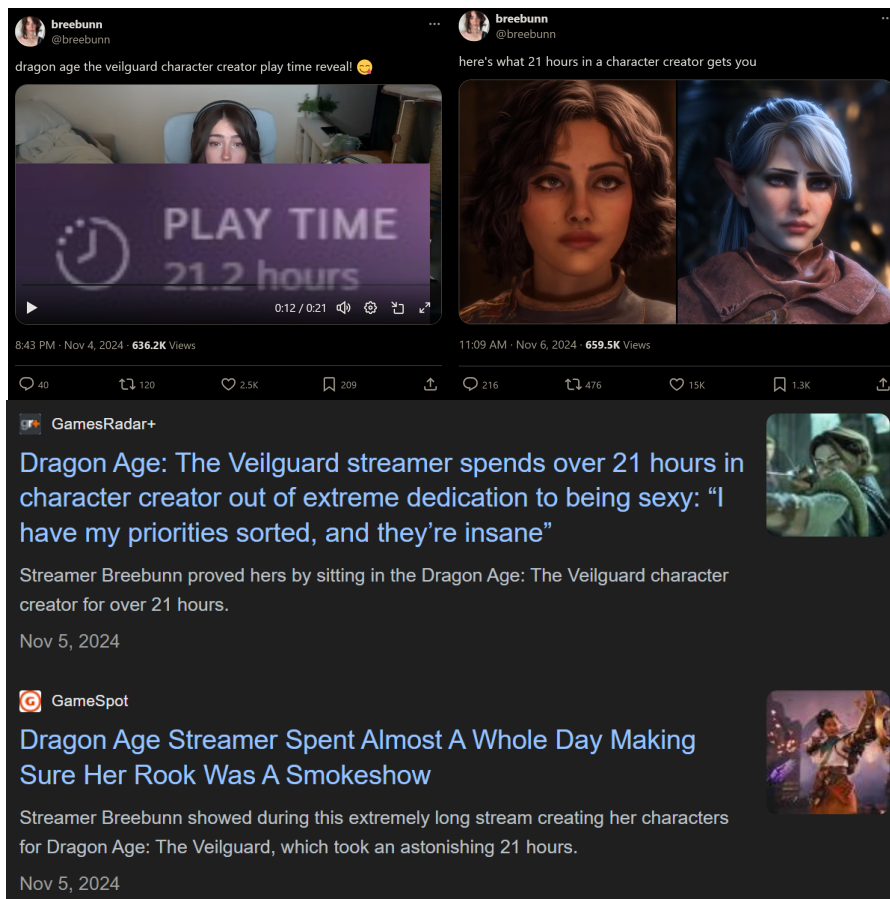 breebunn
@breebunn
dragon age the veilguard character creator play time reveal! 😋
PLAY TIME
21.2 hours
0:12 / 0:21
8:43 PM · Nov 4, 2024 · 636.2K Views
40
120
2.5K
209
breebunn
@breebunn
here's what 21 hours in a character creator gets you
11:09 AM · Nov 6, 2024 · 659.5K Views
216
476
15K
1.3K
gr+
GamesRadar+
Dragon Age: The Veilguard streamer spends over 21 hours in
character creator out of extreme dedication to being sexy: “I
have my priorities sorted, and they’re insane”
Streamer Breebunn proved hers by sitting in the Dragon Age: The Veilguard character
creator for over 21 hours.
Nov 5, 2024
G
GameSpot
Dragon Age Streamer Spent Almost A Whole Day Making
Sure Her Rook Was A Smokeshow
Streamer Breebunn showed during this extremely long stream creating her characters
for Dragon Age: The Veilguard, which took an astonishing 21 hours.
Nov 5, 2024